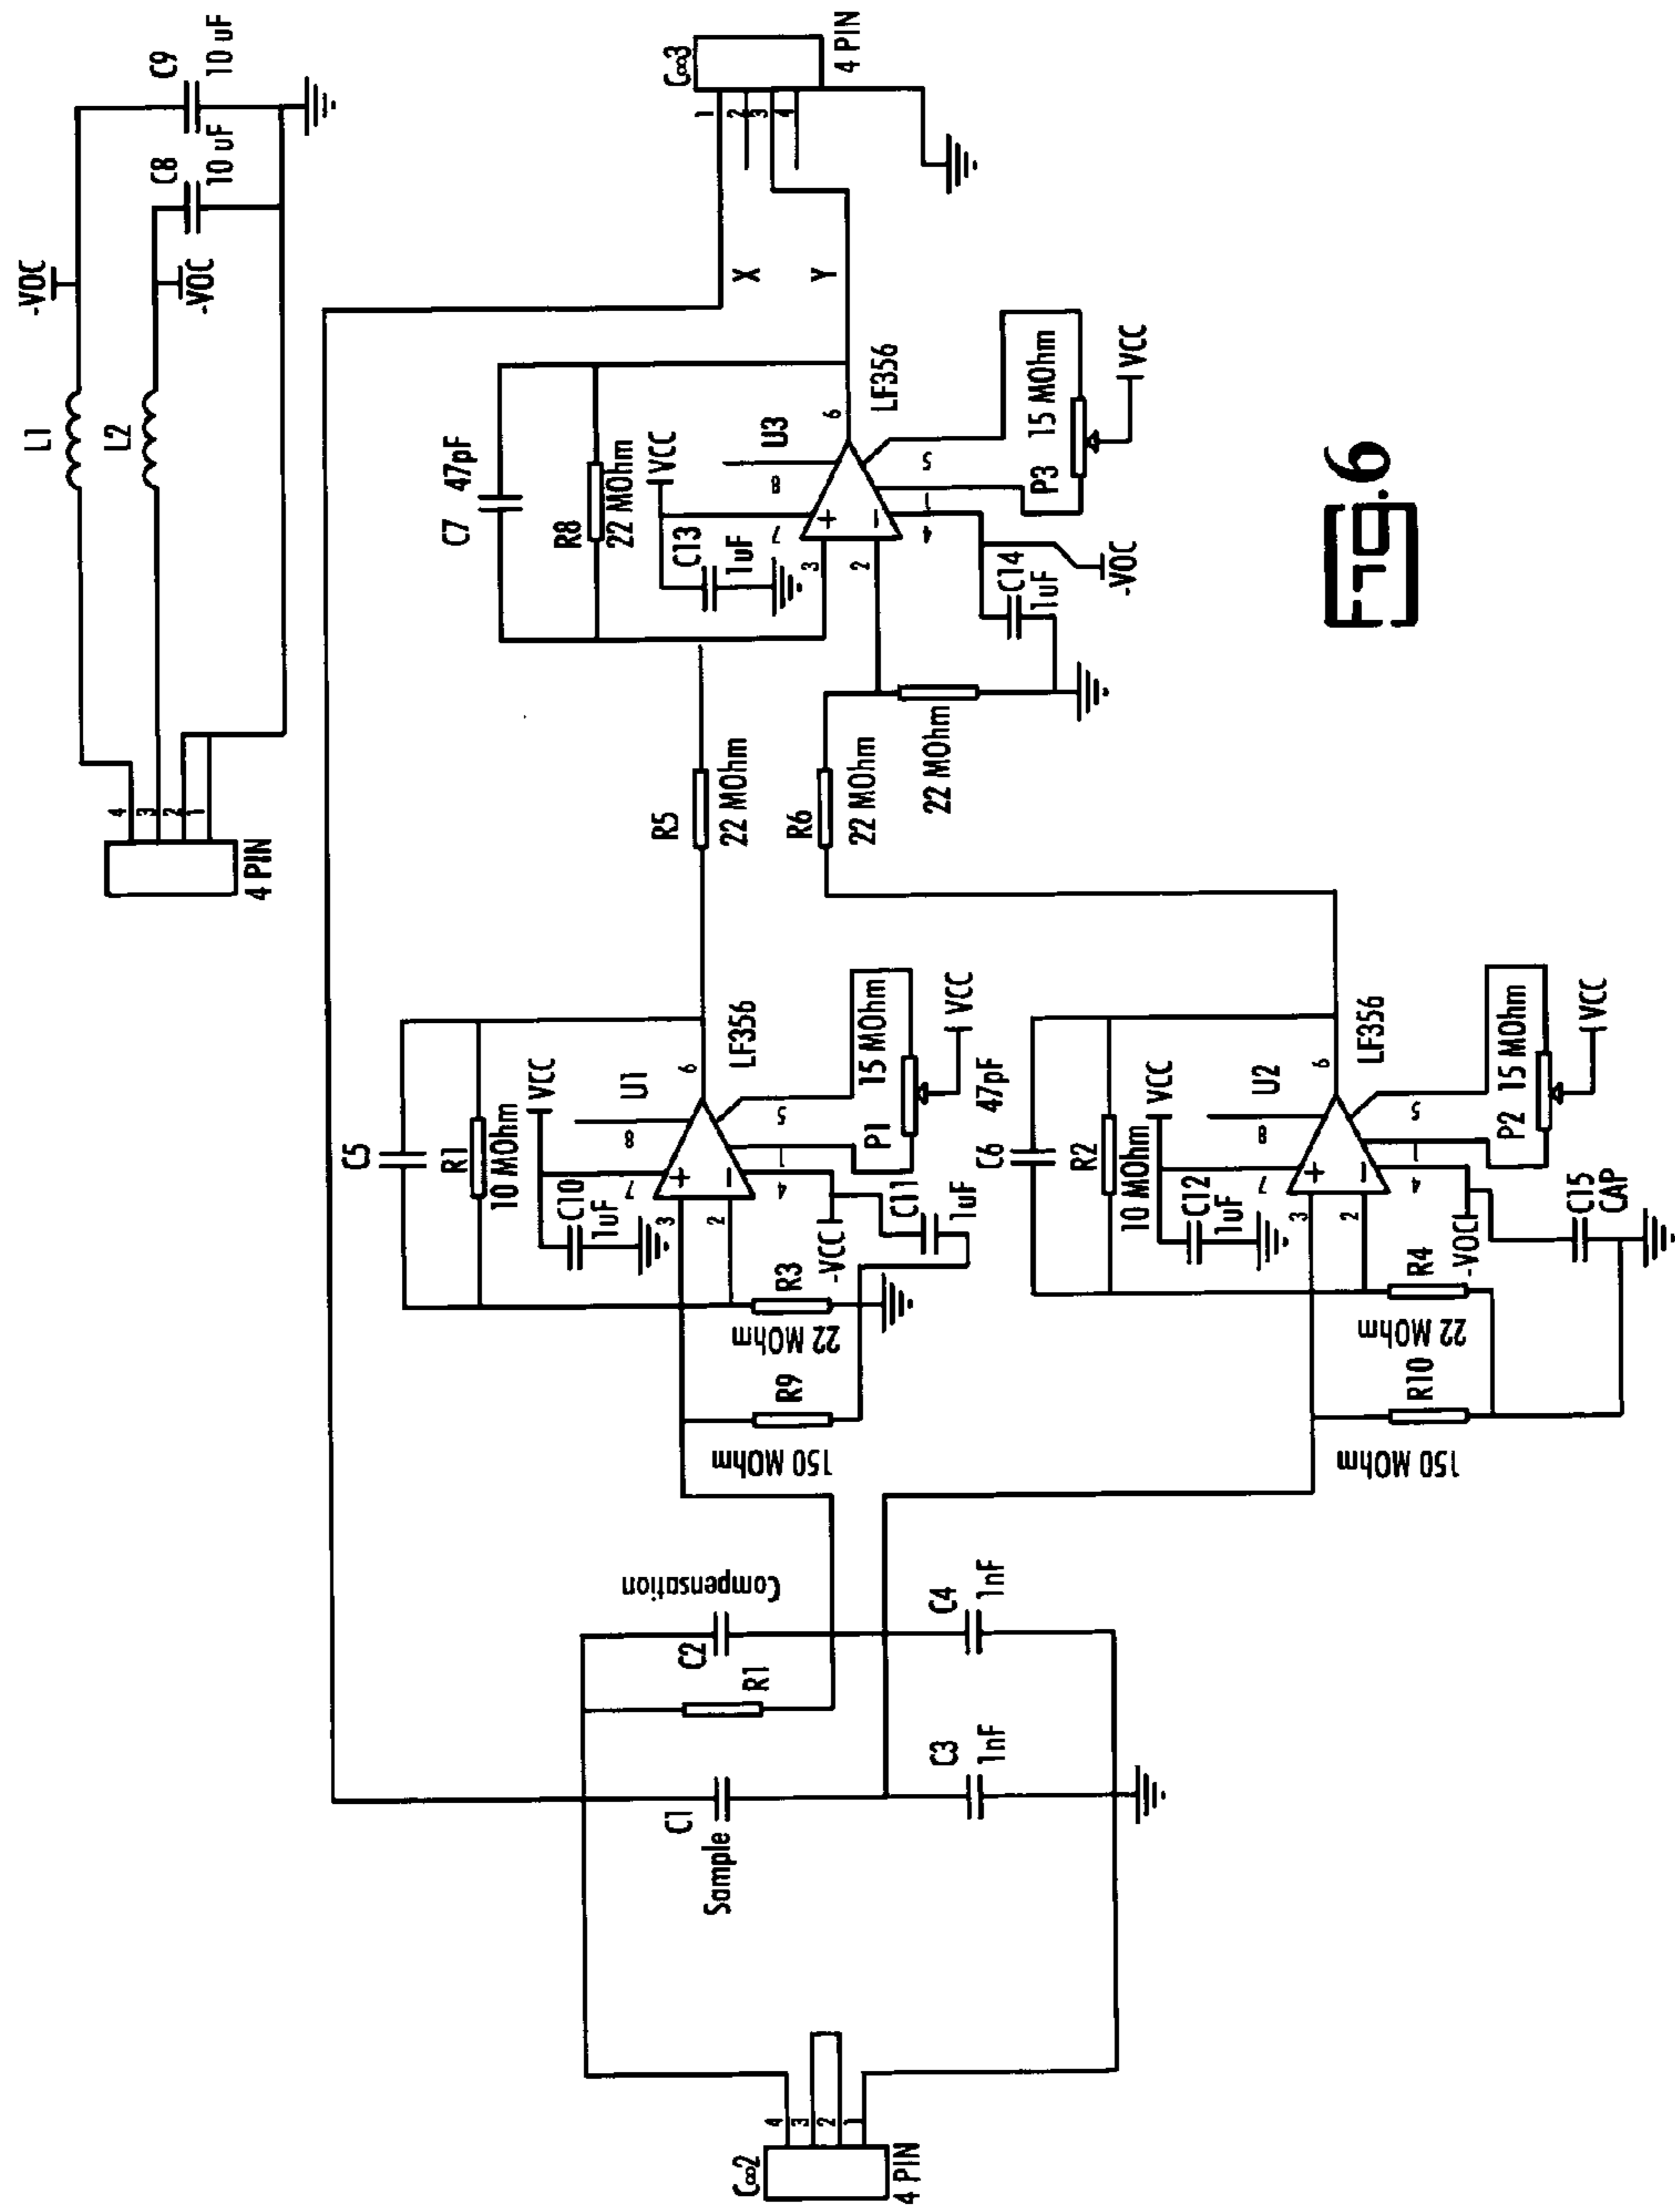 4 PIN
4
3
2
1
L1
L2
-VOC
-VOC
C8
10 uF
C9
10 uF
Co3
1
2
3
4
4 PIN
X
Y
C7
47pF
R8
22 MOhm
VCC
C13
1uF
U3
LF356
3
2
7
8
6
4
1
5
+
−
C14
1uF
-VOC
P3
15 MOhm
VCC
R5
22 MOhm
R6
22 MOhm
22 MOhm
C5
R1
10 MOhm
VCC
C10
1uF
U1
LF356
3
2
7
8
6
4
1
5
+
−
-VCC
C11
1uF
P1
15 MOhm
VCC
R3
22 MOhm
R9
150 MOhm
C6
47pF
R2
10 MOhm
VCC
C12
1uF
U2
LF356
3
2
7
8
6
4
1
5
+
−
-VOC
C15
CAP
P2
15 MOhm
VCC
R4
22 MOhm
R10
150 MOhm
C1
Sample
R1
C2
Compensation
C3
1nF
C4
1nF
Co2
4
3
2
1
4 PIN
Fig.6